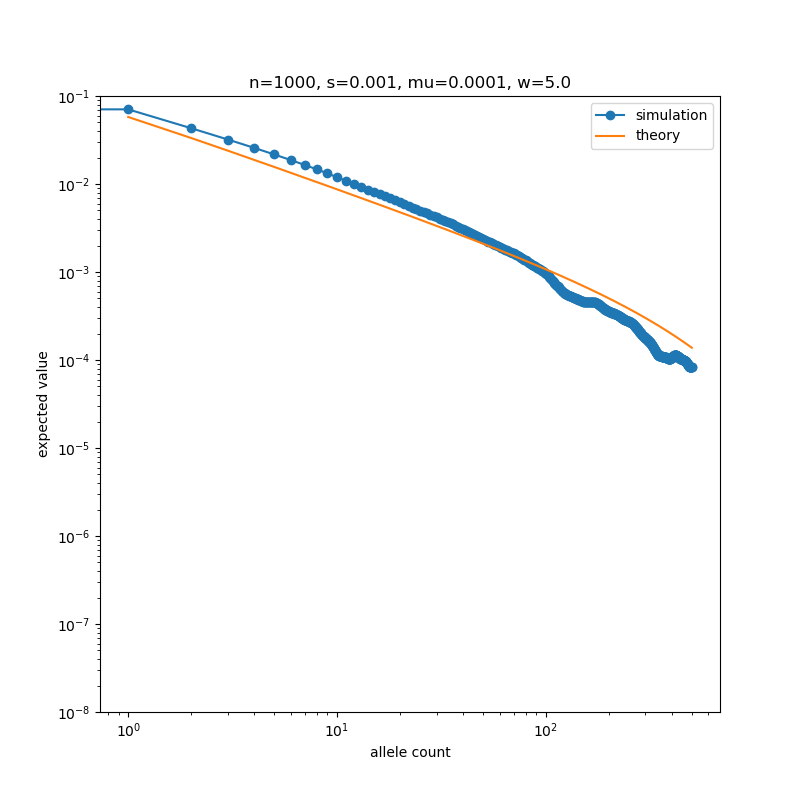 n=1000, s=0.001, mu=0.0001, w=5.0
simulation
theory
expected value
10⁻¹
10⁻²
10⁻³
10⁻⁴
10⁻⁵
10⁻⁶
10⁻⁷
10⁻⁸
10⁰
10¹
10²
allele count